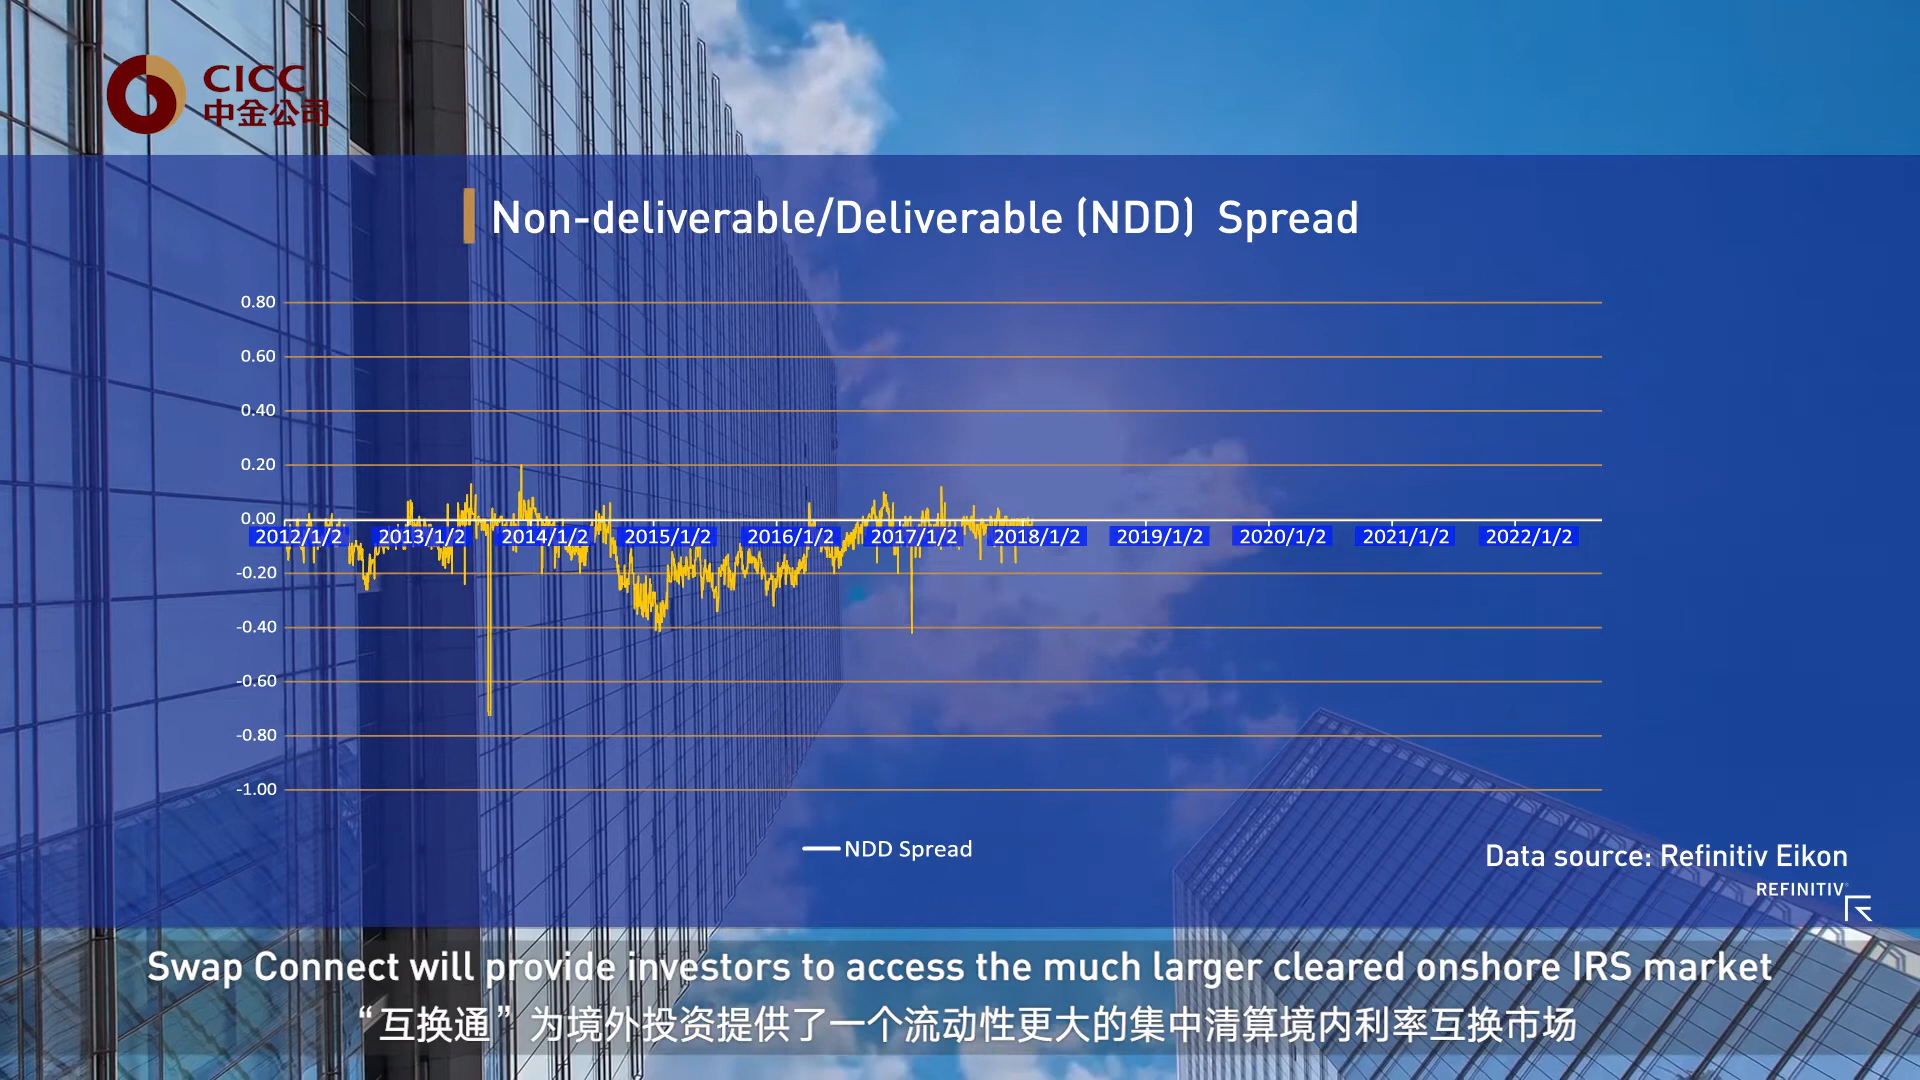 CICC
中金公司
Non-deliverable/Deliverable (NDD) Spread
0.80
0.60
0.40
0.20
0.00
2012/1/2 2013/1/2 2014/1/2 2015/1/2 2016/1/2 2017/1/2 2018/1/2 2019/1/2 2020/1/2 2021/1/2 2022/1/2
-0.20
-0.40
-0.60
-0.80
-1.00
NDD Spread
Data source: Refinitiv Eikon
REFINITIV
Swap Connect will provide investors to access the much larger cleared onshore IRS market
“互换通”为境外投资提供了一个流动性更大的集中清算境内利率互换市场